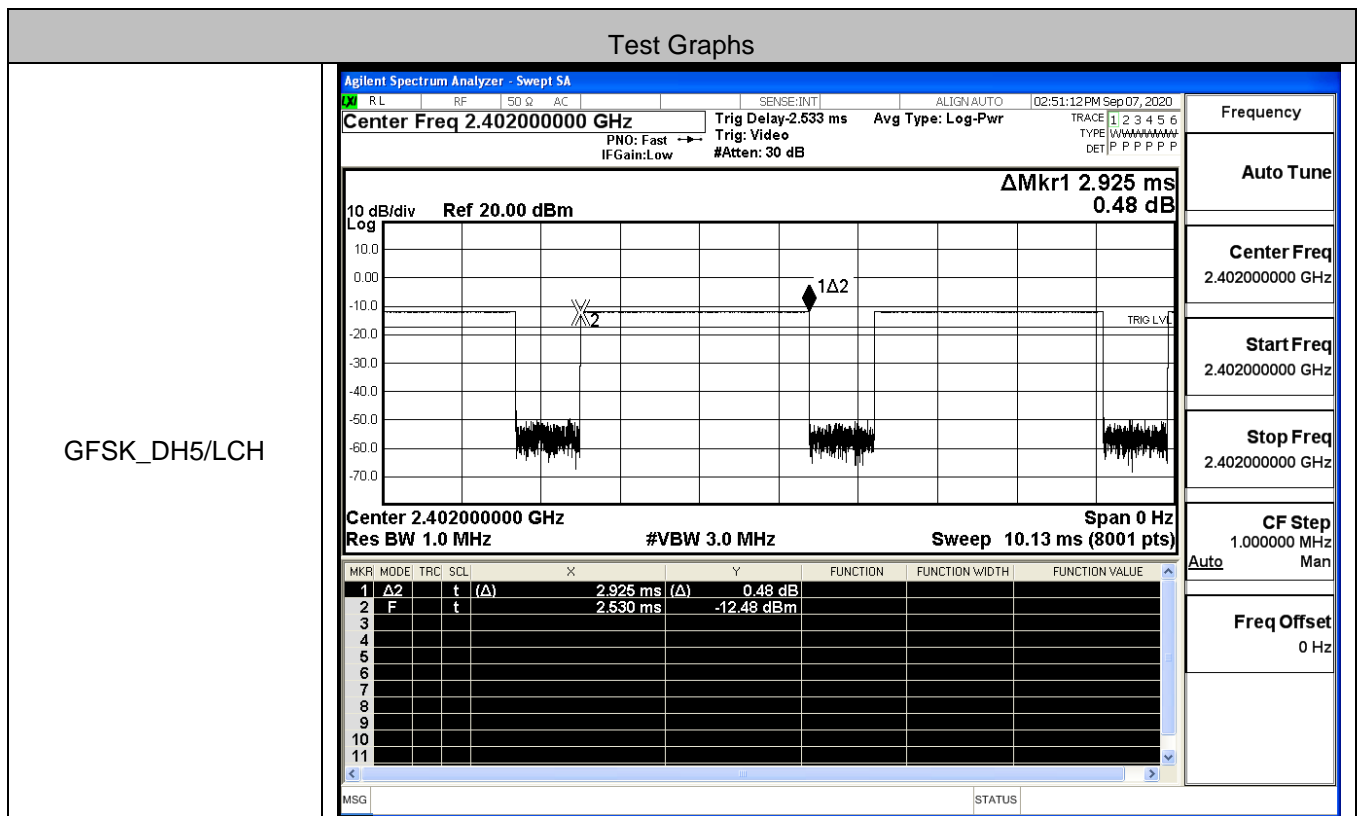 Test Graphs
GFSK_DH5/LCH
Agilent Spectrum Analyzer - Swept SA
LXI RL RF 50 Ω AC SENSE:INT ALIGN AUTO 02:51:12 PM Sep 07, 2020
Center Freq 2.402000000 GHz
PNO: Fast
IFGain:Low
Trig Delay-2.533 ms
Trig: Video
#Atten: 30 dB
Avg Type: Log-Pwr
TRACE 1 2 3 4 5 6
TYPE WWWWWW
DET P P P P P P
ΔMkr1 2.925 ms
0.48 dB
10 dB/div Ref 20.00 dBm
Log
10.0
0.00
-10.0
-20.0
-30.0
-40.0
-50.0
-60.0
-70.0
1Δ2
2
TRIG LVL
Center 2.402000000 GHz Span 0 Hz
Res BW 1.0 MHz #VBW 3.0 MHz Sweep 10.13 ms (8001 pts)
MKR MODE TRC SCL X Y FUNCTION FUNCTION WIDTH FUNCTION VALUE
1 Δ2 t (Δ) 2.925 ms (Δ) 0.48 dB
2 F t 2.530 ms -12.48 dBm
3
4
5
6
7
8
9
10
11
MSG STATUS
Frequency
Auto Tune
Center Freq
2.402000000 GHz
Start Freq
2.402000000 GHz
Stop Freq
2.402000000 GHz
CF Step
1.000000 MHz
Auto Man
Freq Offset
0 Hz